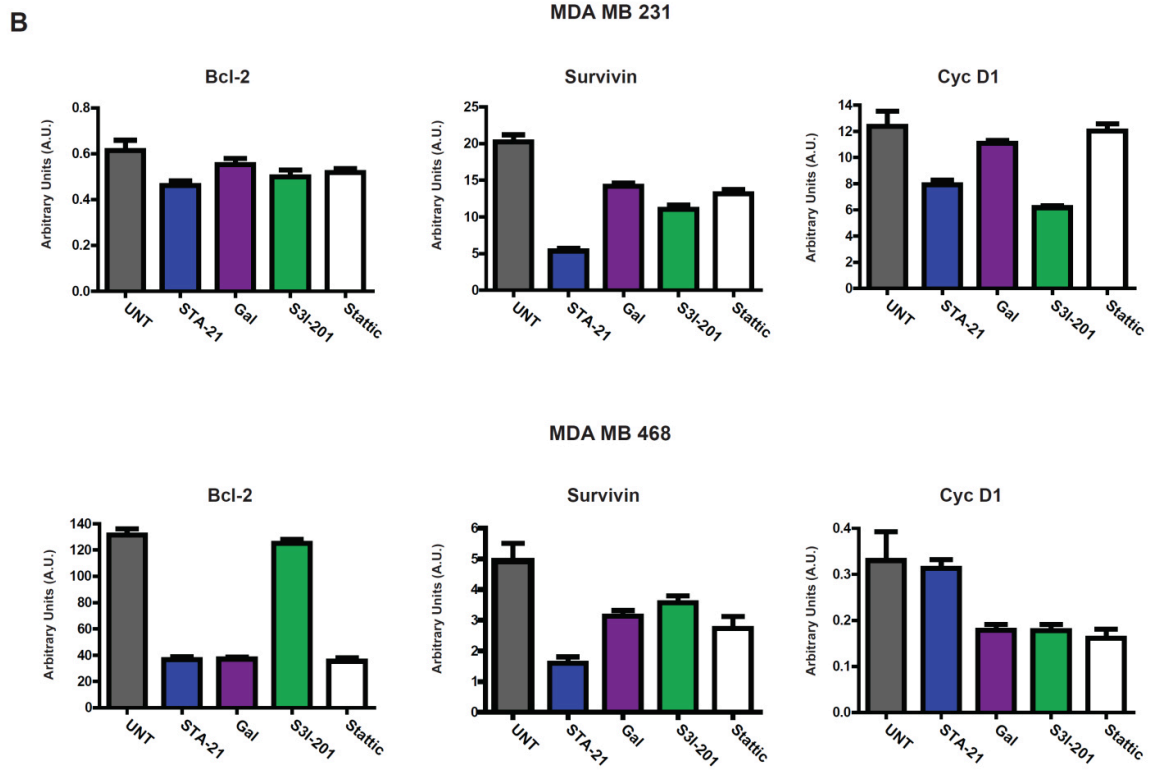 B
MDA MB 231
Bcl-2
Arbitrary Units (A.U.)
0.8
0.6
0.4
0.2
0.0
UNT
STA-21
Gal
S3I-201
Stattic
Survivin
Arbitrary Units (A.U.)
25
20
15
10
5
0
UNT
STA-21
Gal
S3I-201
Stattic
Cyc D1
Arbitrary Units (A.U.)
14
12
10
8
6
4
2
0
UNT
STA-21
Gal
S3I-201
Stattic
MDA MB 468
Bcl-2
Arbitrary Units (A.U.)
140
120
100
80
60
40
20
0
UNT
STA-21
Gal
S3I-201
Stattic
Survivin
Arbitrary Units (A.U.)
6
5
4
3
2
1
0
UNT
STA-21
Gal
S3I-201
Stattic
Cyc D1
Arbitrary Units (A.U.)
0.4
0.3
0.2
0.1
0.0
UNT
STA-21
Gal
S3I-201
Stattic